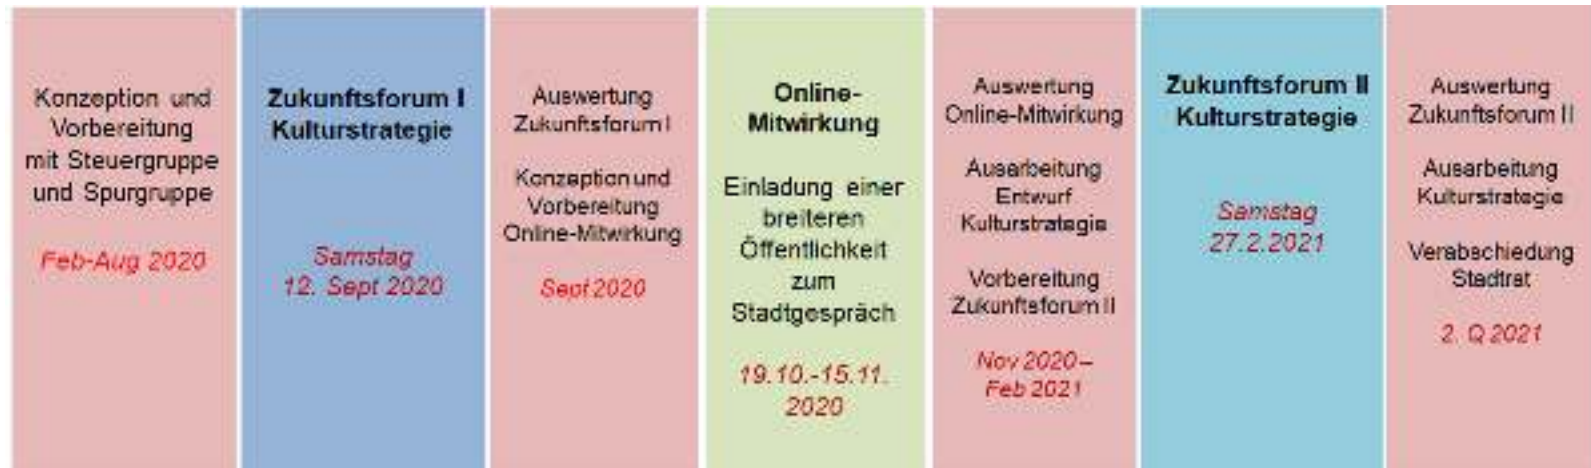 Konzeption und
Vorbereitung
mit Steuergruppe
und Spurgruppe
Feb-Aug 2020
Zukunftsforum I
Kulturstrategie
Samstag
12. Sept 2020
Auswertung
Zukunftsforum I
Konzeption und
Vorbereitung
Online-Mitwirkung
Sept 2020
Online-
Mitwirkung
Einladung einer
breiteren
Öffentlichkeit
zum
Stadtgespräch
19.10.-15.11.
2020
Auswertung
Online-Mitwirkung
Ausarbeitung
Entwurf
Kulturstrategie
Vorbereitung
Zukunftsforum II
Nov 2020 –
Feb 2021
Zukunftsforum II
Kulturstrategie
Samstag
27.2.2021
Auswertung
Zukunftsforum II
Ausarbeitung
Kulturstrategie
Verabschiedung
Stadtrat
2. Q 2021